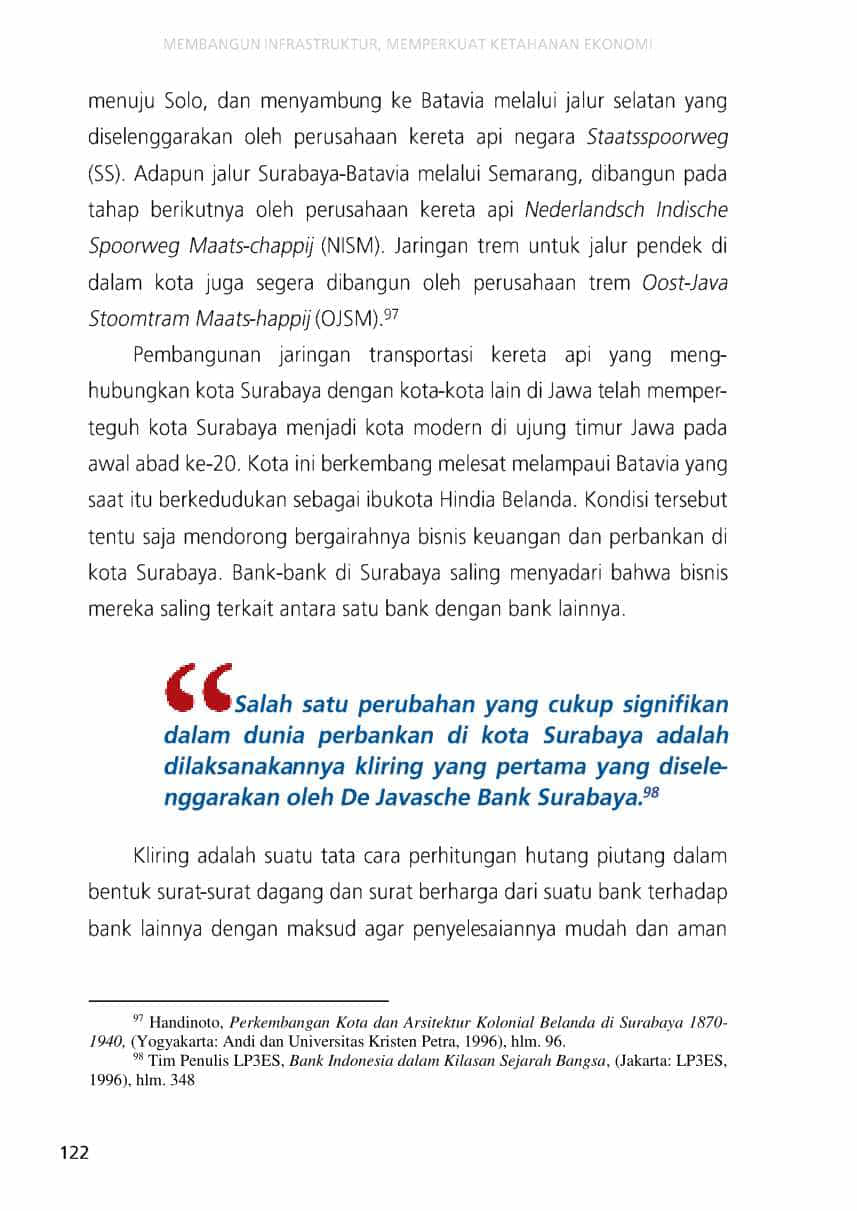 MEMBANGUN INFRASTRUKTUR, MEMPERKUAT KETAHANAN EKONOMI
menuju Solo, dan menyambung ke Batavia melalui jalur selatan yang
diselenggarakan oleh perusahaan kereta api negara Staatsspoorweg
(SS). Adapun jalur Surabaya-Batavia melalui Semarang, dibangun pada
tahap berikutnya oleh perusahaan kereta api Nederlandsch Indische
Spoorweg Maats-chappij (NISM). Jaringan trem untuk jalur pendek di
dalam kota juga segera dibangun oleh perusahaan trem Oost-Java
Stoomtram Maats-happij (OJSM).97
Pembangunan jaringan transportasi kereta api yang meng-
hubungkan kota Surabaya dengan kota-kota lain di Jawa telah memper-
teguh kota Surabaya menjadi kota modern di ujung timur Jawa pada
awal abad ke-20. Kota ini berkembang melesat melampaui Batavia yang
saat itu berkedudukan sebagai ibukota Hindia Belanda. Kondisi tersebut
tentu saja mendorong bergairahnya bisnis keuangan dan perbankan di
kota Surabaya. Bank-bank di Surabaya saling menyadari bahwa bisnis
mereka saling terkait antara satu bank dengan bank lainnya.
“Salah satu perubahan yang cukup signifikan
dalam dunia perbankan di kota Surabaya adalah
dilaksanakannya kliring yang pertama yang disele-
nggarakan oleh De Javasche Bank Surabaya.98
Kliring adalah suatu tata cara perhitungan hutang piutang dalam
bentuk surat-surat dagang dan surat berharga dari suatu bank terhadap
bank lainnya dengan maksud agar penyelesaiannya mudah dan aman
97 Handinoto, Perkembangan Kota dan Arsitektur Kolonial Belanda di Surabaya 1870-
1940, (Yogyakarta: Andi dan Universitas Kristen Petra, 1996), hlm. 96.
98 Tim Penulis LP3ES, Bank Indonesia dalam Kilasan Sejarah Bangsa, (Jakarta: LP3ES,
1996), hlm. 348
122